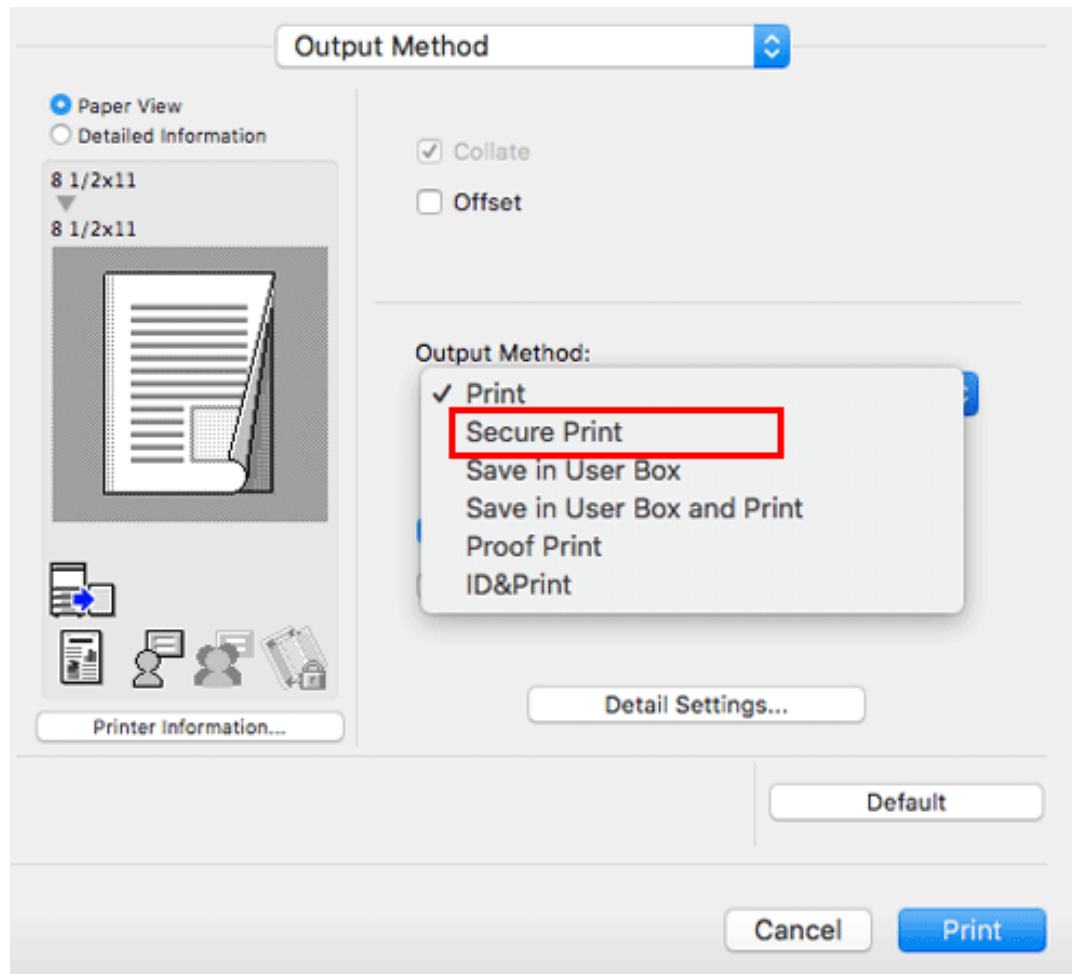 Output Method
Paper View
Detailed Information
8 1/2x11
8 1/2x11
Printer Information...
Collate
Offset
Output Method:
Print
Secure Print
Save in User Box
Save in User Box and Print
Proof Print
ID&Print
Detail Settings...
Default
Cancel
Print